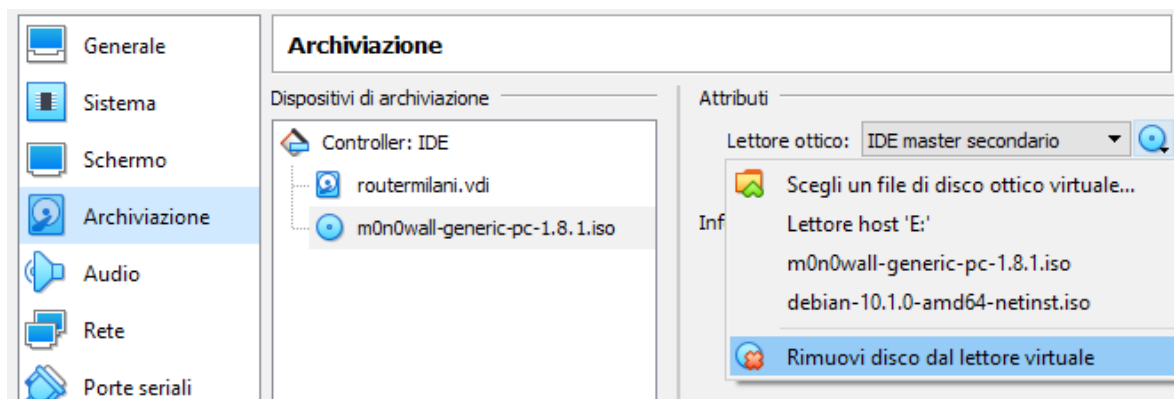 Generale
Sistema
Schermo
Archiviazione
Audio
Rete
Porte seriali
Archiviazione
Dispositivi di archiviazione
Controller: IDE
routermilani.vdi
m0n0wall-generic-pc-1.8.1.iso
Attributi
Lettore ottico: IDE master secondario
Scegli un file di disco ottico virtuale...
Inf
Lettore host 'E:'
m0n0wall-generic-pc-1.8.1.iso
debian-10.1.0-amd64-netinst.iso
Rimuovi disco dal lettore virtuale